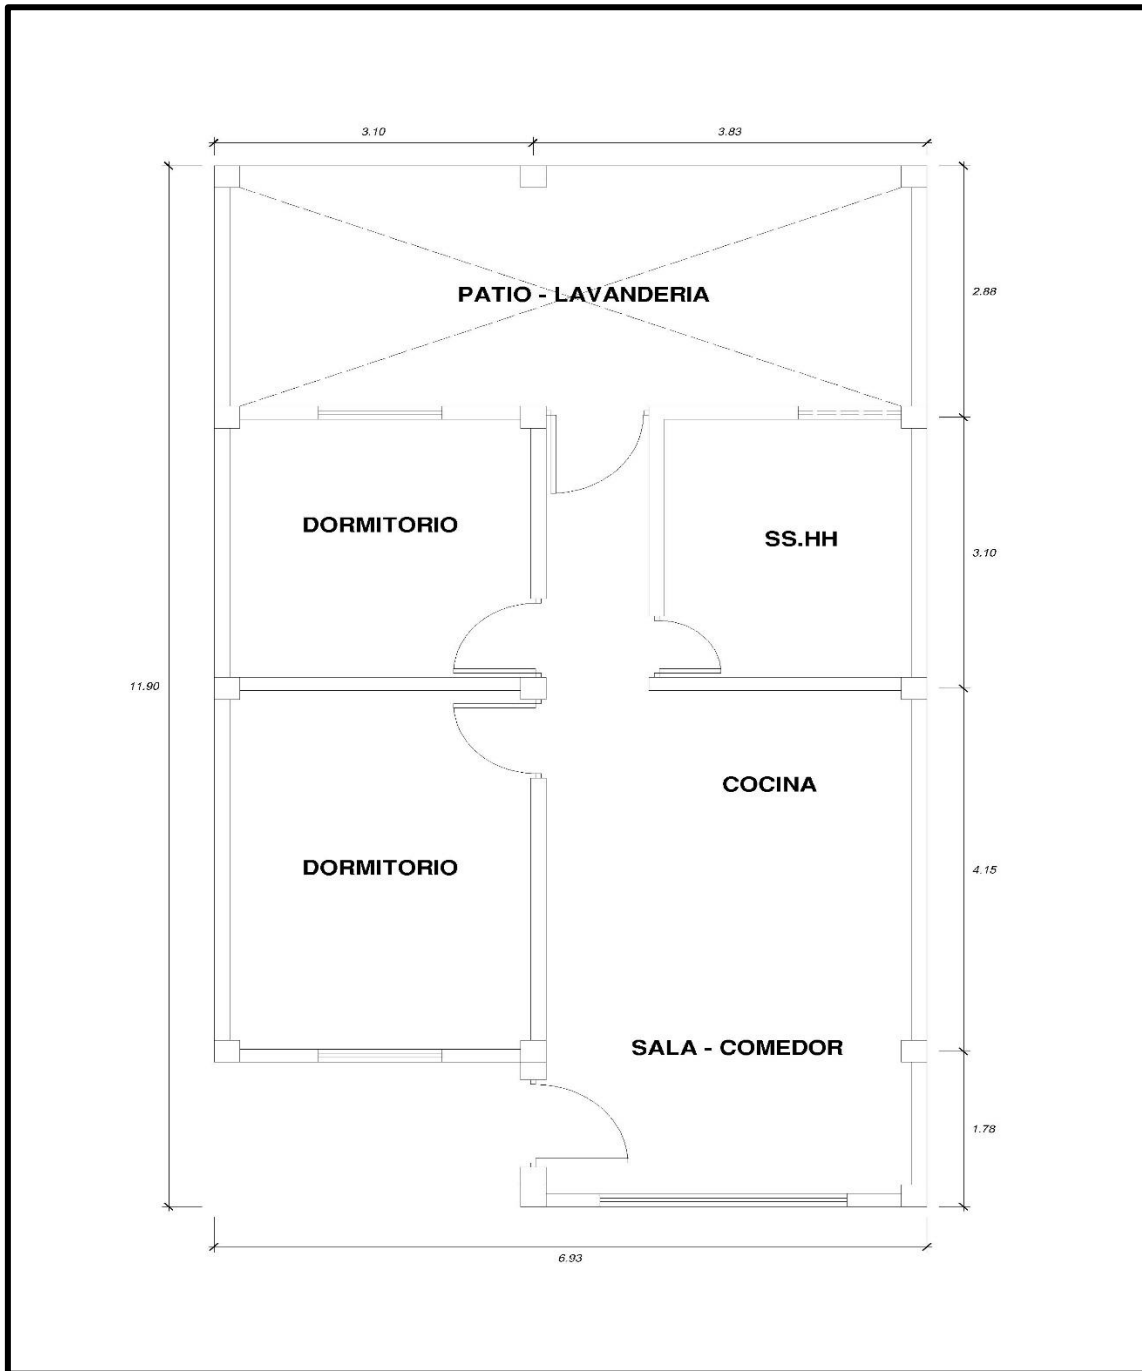 3.10
3.83
PATIO - LAVANDERIA
2.88
DORMITORIO
SS.HH
3.10
11.90
COCINA
DORMITORIO
4.15
SALA - COMEDOR
1.78
6.93